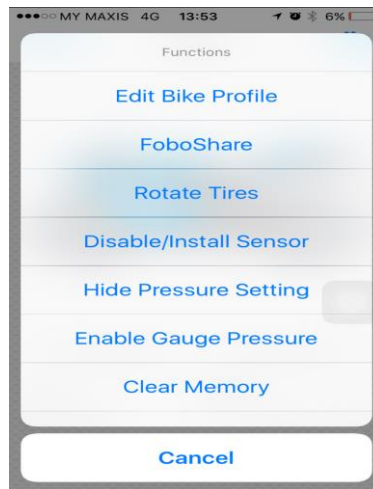 MY MAXIS 4G 13:53 6%
Functions
Edit Bike Profile
FoboShare
Rotate Tires
Disable/Install Sensor
Hide Pressure Setting
Enable Gauge Pressure
Clear Memory
Cancel